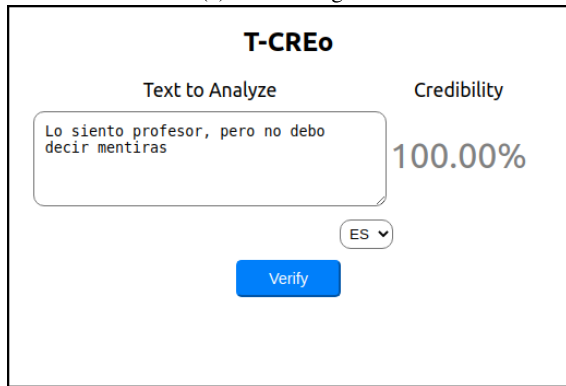 T-CREo
Text to Analyze
Credibility
Lo siento profesor, pero no debo
decir mentiras
100.00%
ES
Verify